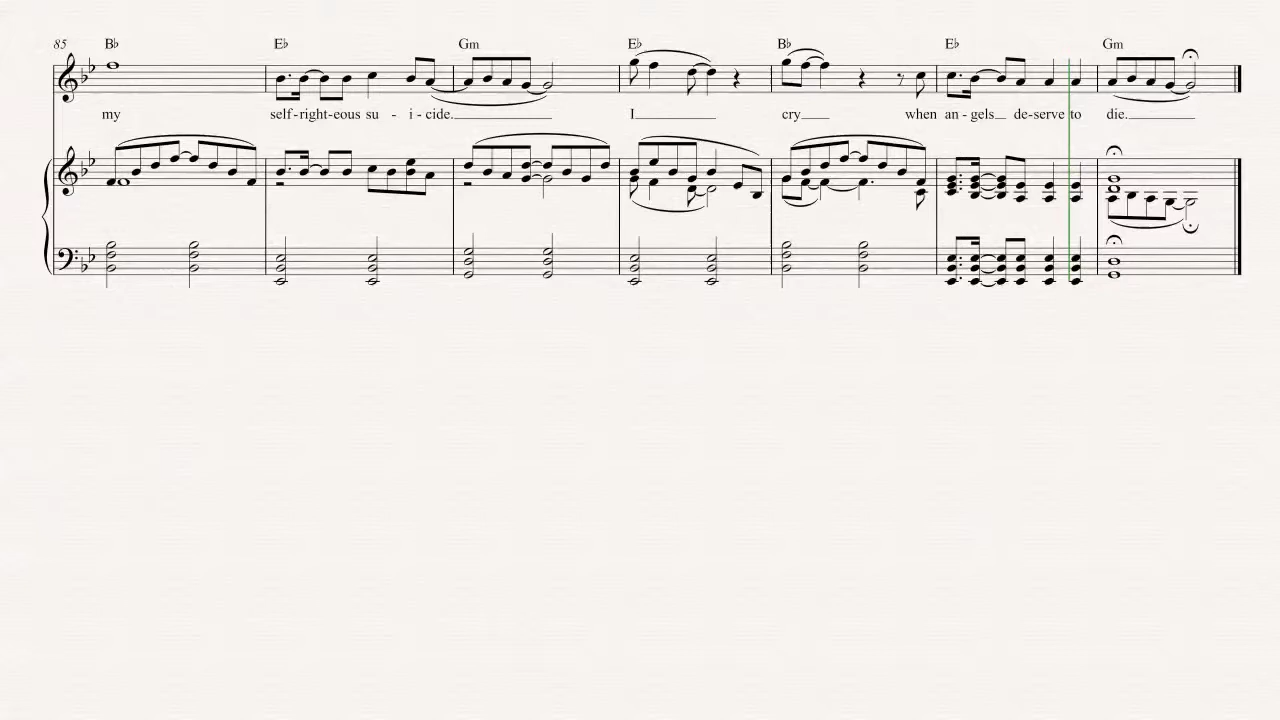 85 B♭ E♭ Gm E♭ B♭ E♭ Gm
my self-right-eous su - i - cide. I cry when an - gels de-serve to die.